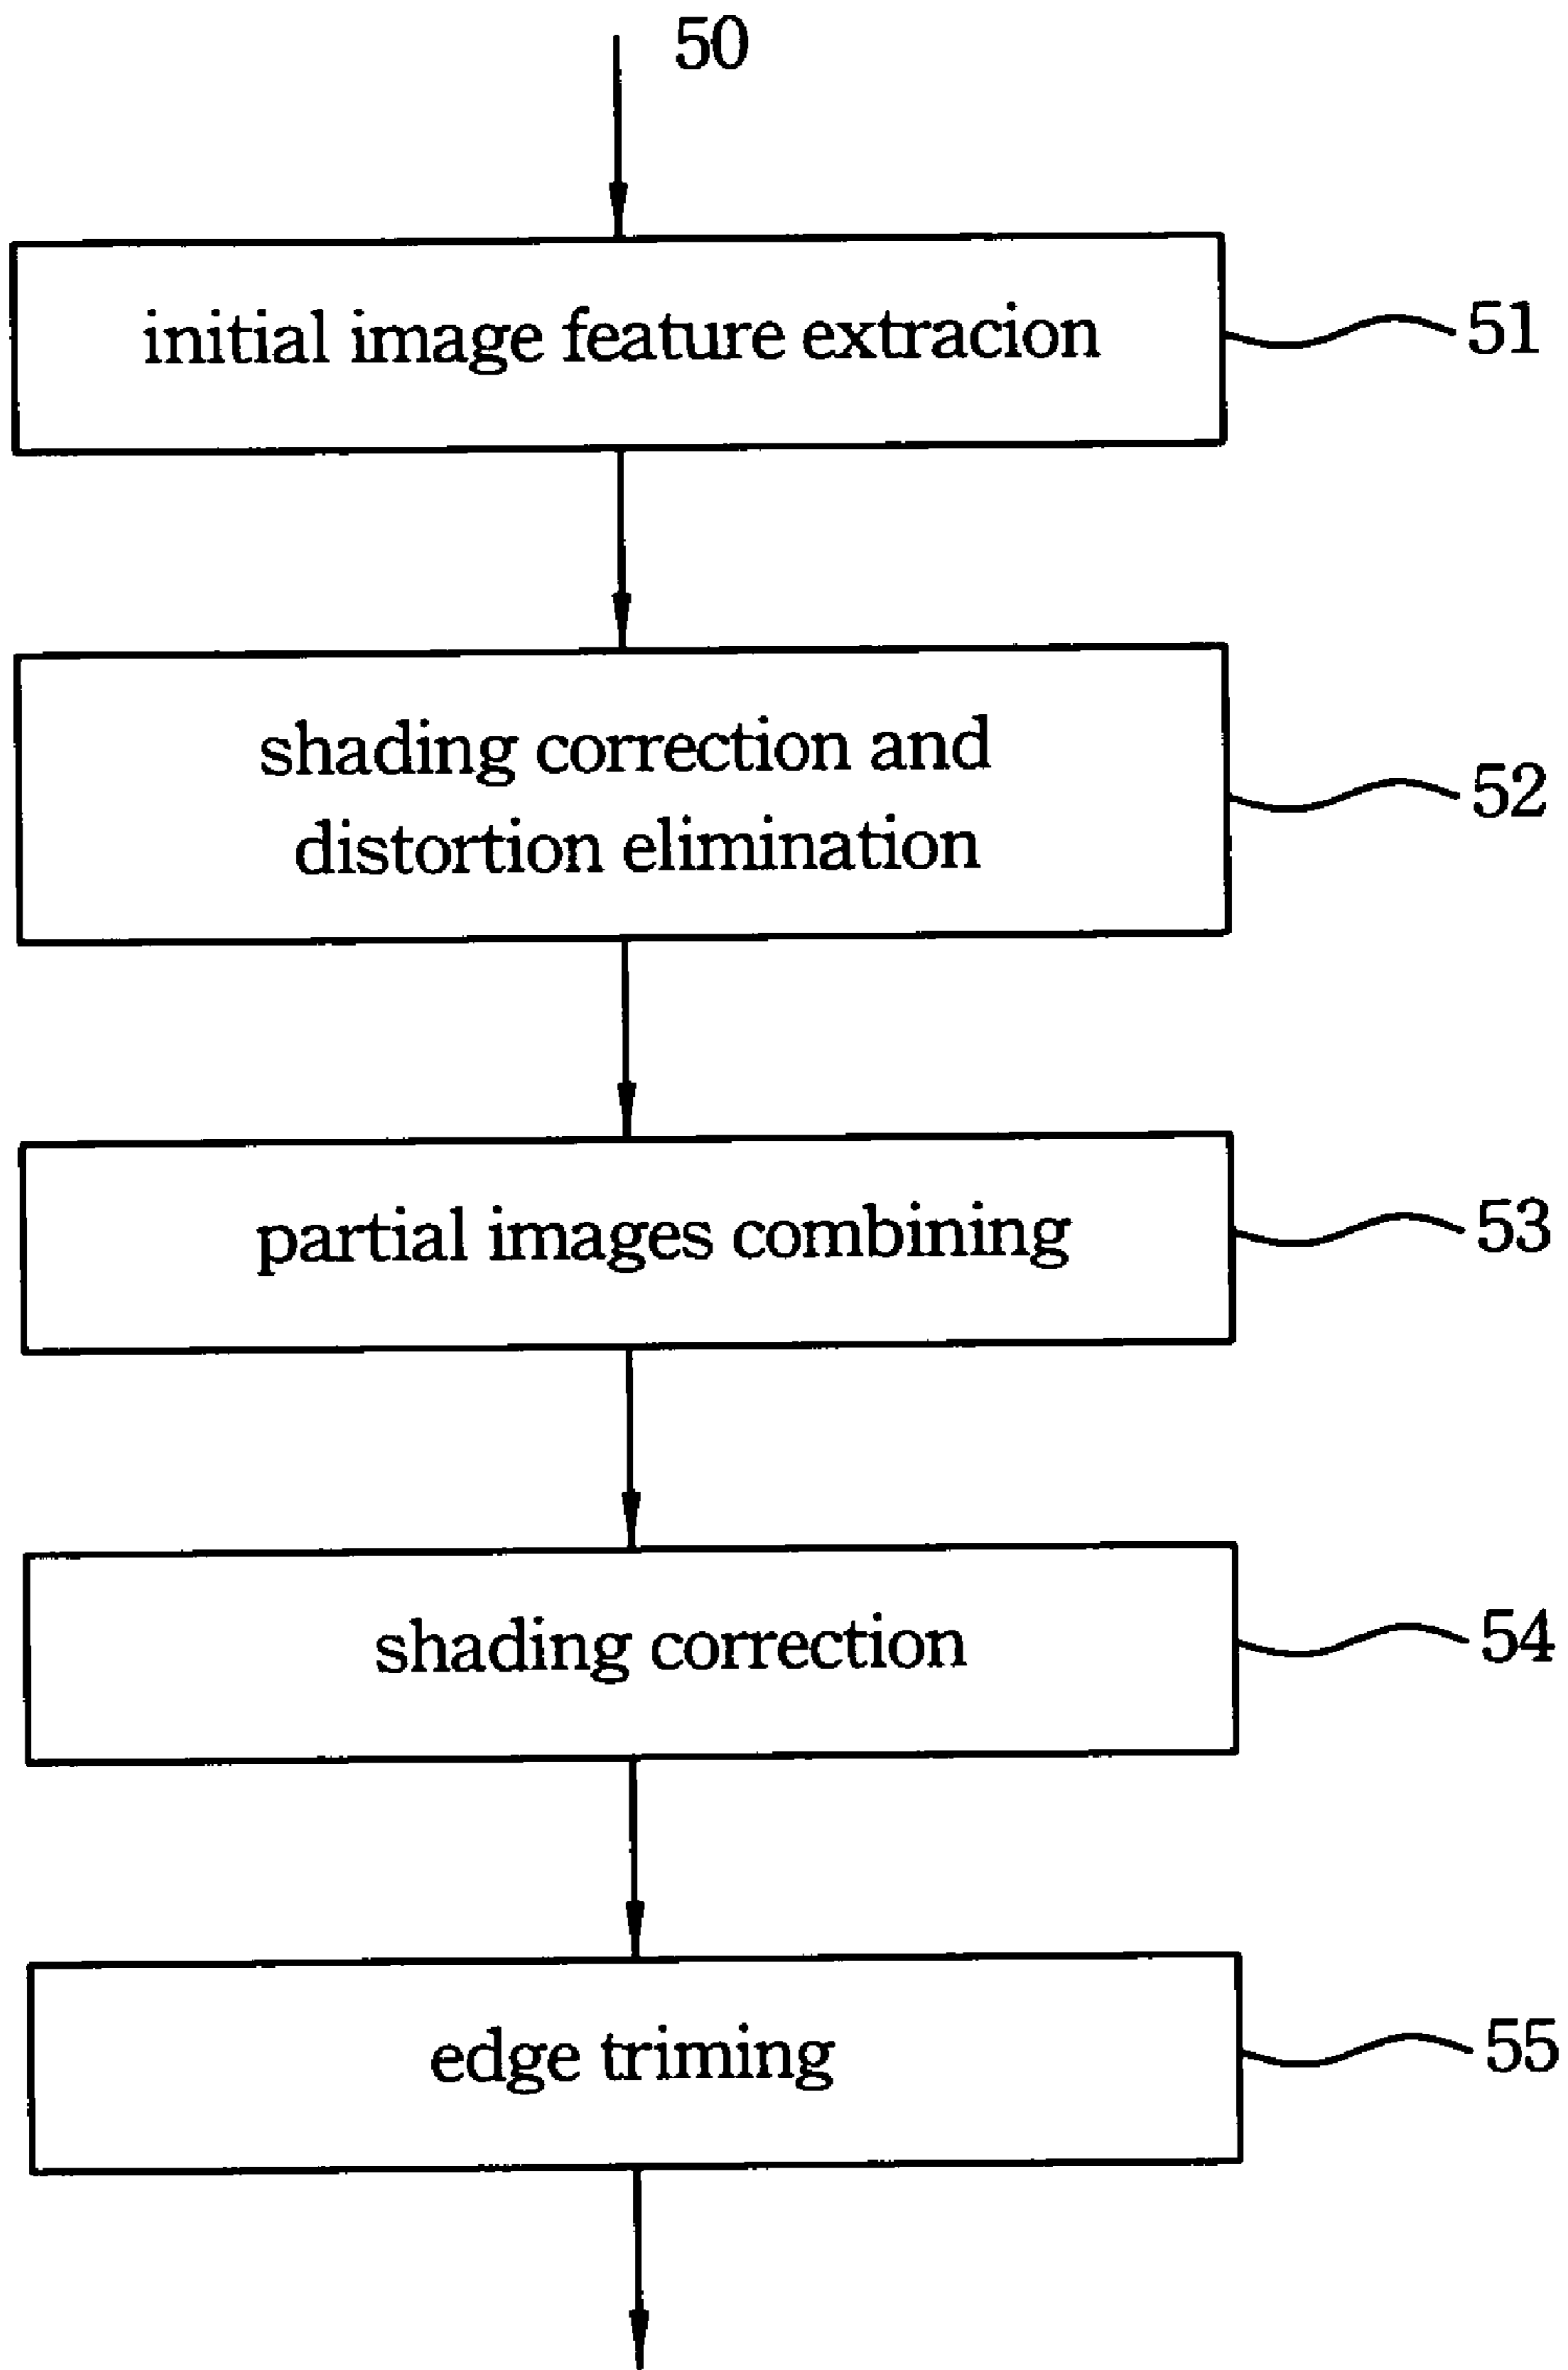 50
initial image feature extracion
51
shading correction and
distortion elimination
52
partial images combining
53
shading correction
54
edge triming
55